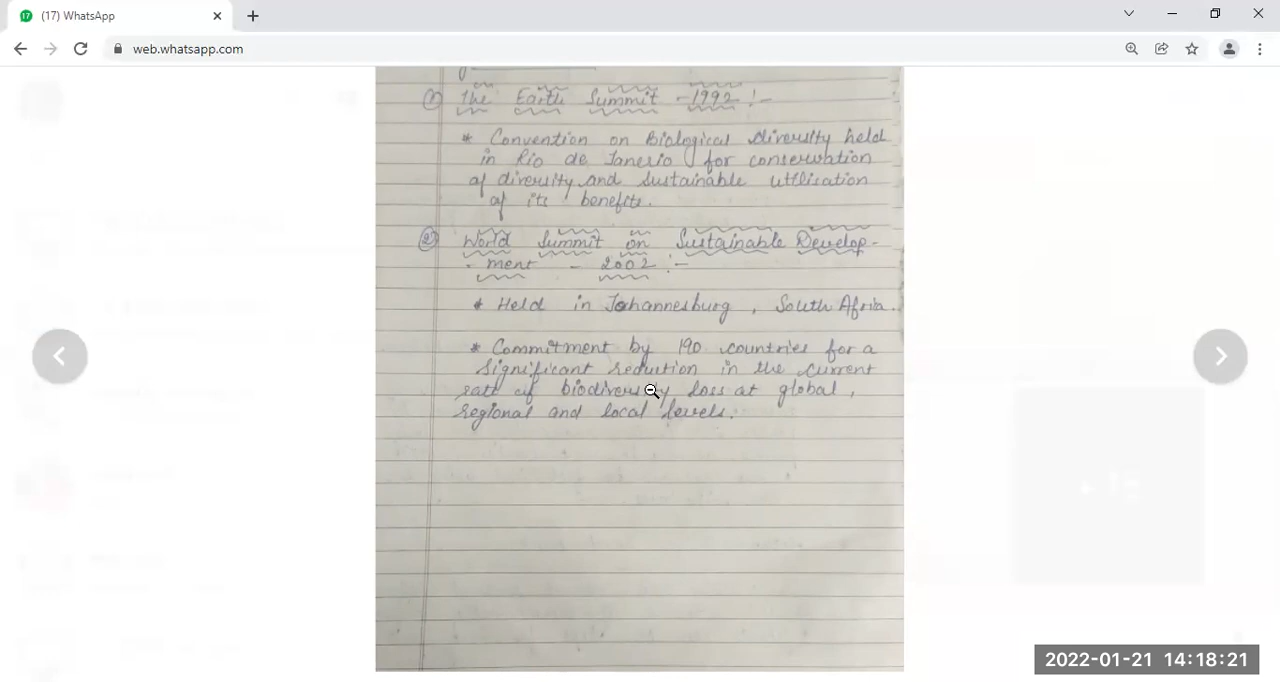 (17) WhatsApp
web.whatsapp.com
① The Earth Summit - 1992 :-
* Convention on Biological diversity held
in Rio de Janerio for conservation
of diversity and sustainable utilisation
of its benefits.
② World Summit on Sustainable Develop-
- ment - 2002 :-
* Held in Johannesburg , South Africa.
* Commitment by 190 countries for a
significant reduction in the current
rate of biodiversity loss at global ,
regional and local levels.
2022-01-21 14:18:21